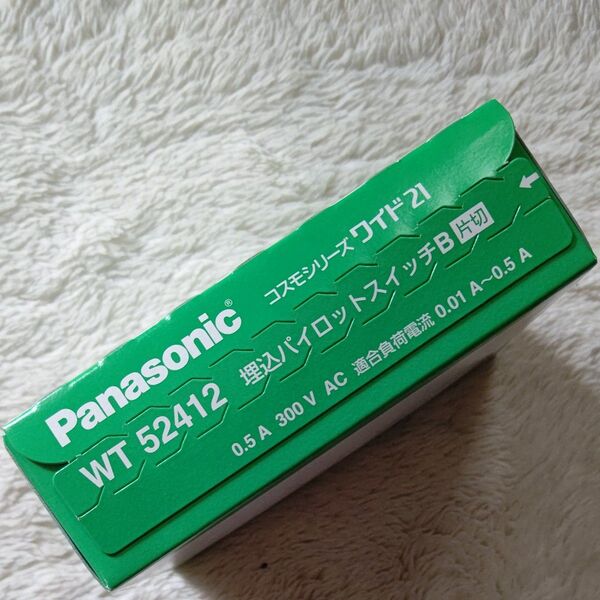 Panasonic® コスモシリーズ ワイド21
WT 52412 埋込パイロットスイッチB 片切
0.5 A 300 V AC 適合負荷電流 0.01 A～0.5 A